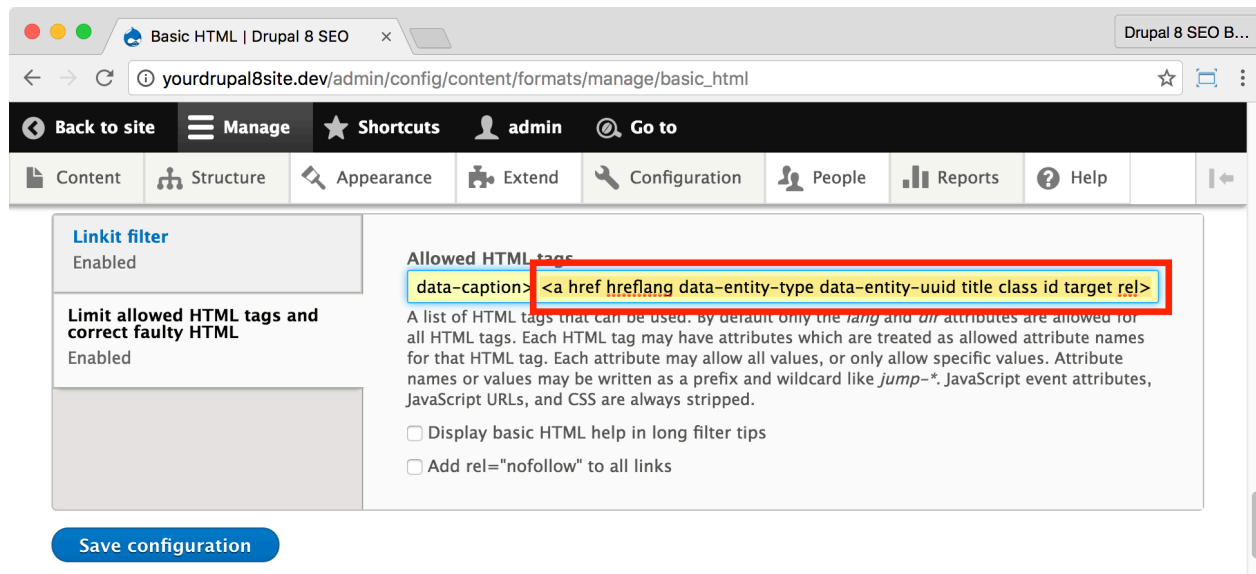 Basic HTML | Drupal 8 SEO
Drupal 8 SEO B...
yourdrupal8site.dev/admin/config/content/formats/manage/basic_html
Back to site Manage Shortcuts admin Go to
Content Structure Appearance Extend Configuration People Reports Help
Linkit filter
Enabled
Limit allowed HTML tags and
correct faulty HTML
Enabled
Allowed HTML tags
data-caption> <a href hreflang data-entity-type data-entity-uuid title class id target rel>
A list of HTML tags that can be used. By default only the lang and dir attributes are allowed for
all HTML tags. Each HTML tag may have attributes which are treated as allowed attribute names
for that HTML tag. Each attribute may allow all values, or only allow specific values. Attribute
names or values may be written as a prefix and wildcard like jump-*. JavaScript event attributes,
JavaScript URLs, and CSS are always stripped.
Display basic HTML help in long filter tips
Add rel="nofollow" to all links
Save configuration